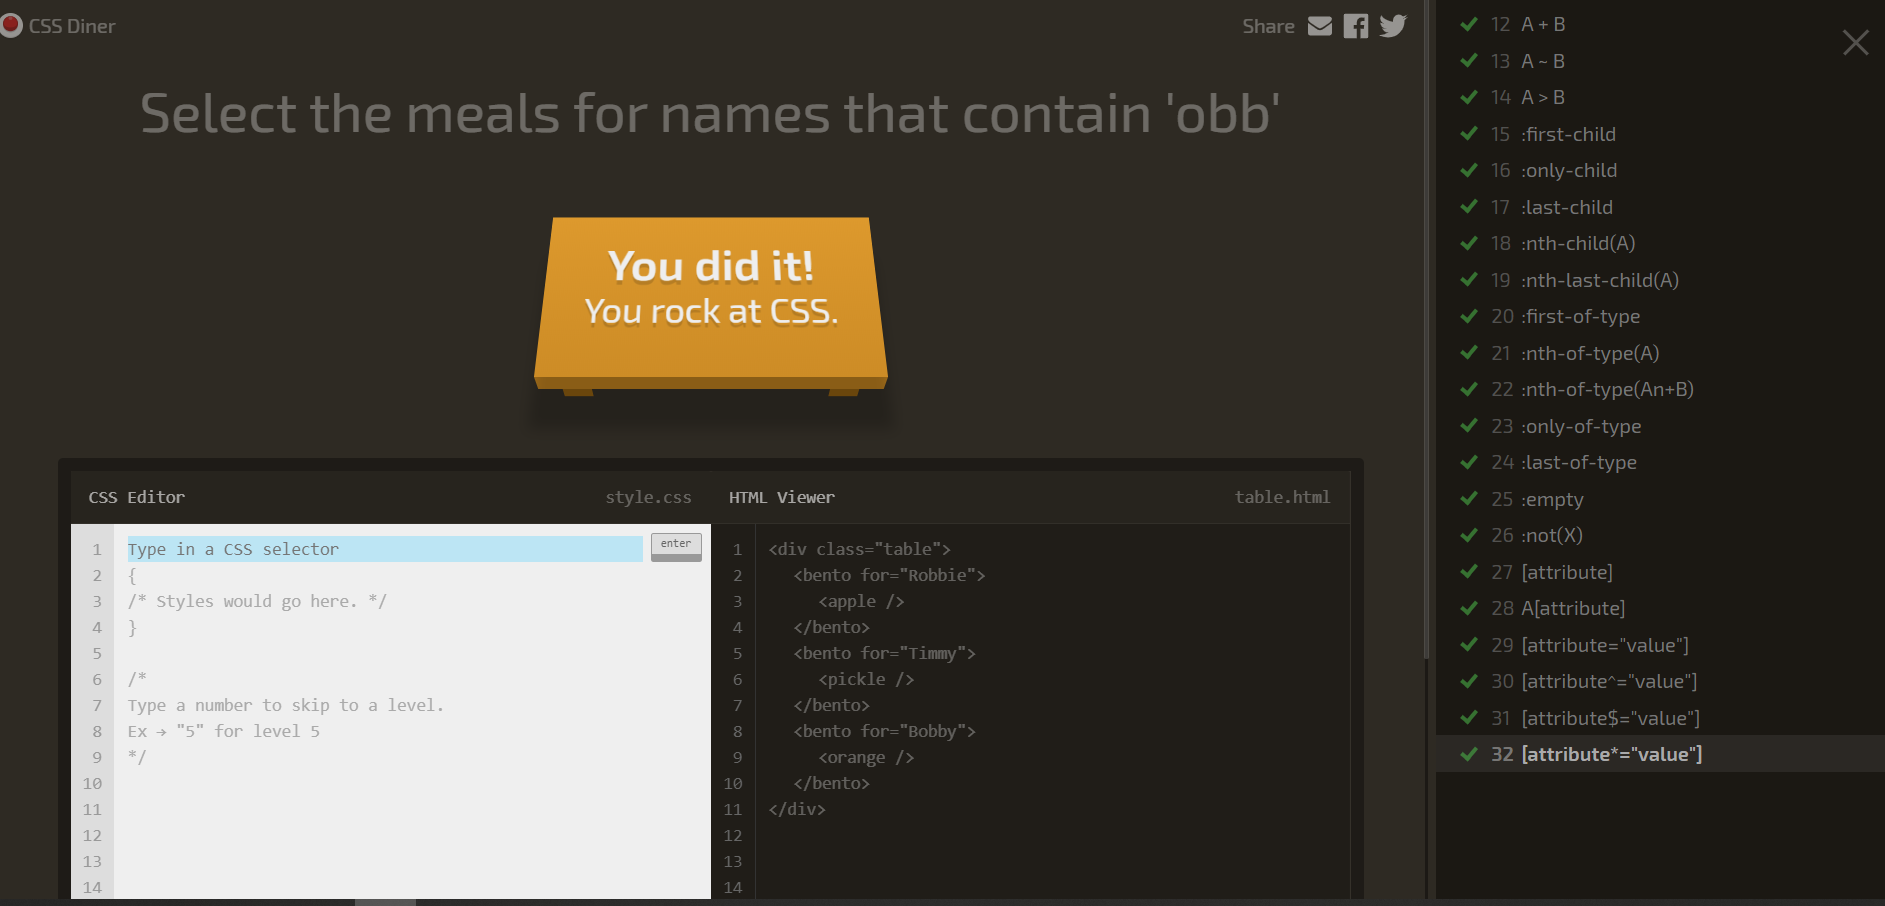 CSS Diner
Share
Select the meals for names that contain 'obb'
You did it!
You rock at CSS.
CSS Editor
style.css
HTML Viewer
table.html
1 Type in a CSS selector
enter
2 {
3 /* Styles would go here. */
4 }
5
6 /*
7 Type a number to skip to a level.
8 Ex → "5" for level 5
9 */
10
11
12
13
14
1 <div class="table">
2 <bento for="Robbie">
3 <apple />
4 </bento>
5 <bento for="Timmy">
6 <pickle />
7 </bento>
8 <bento for="Bobby">
9 <orange />
10 </bento>
11 </div>
12
13
14
12 A + B
13 A ~ B
14 A > B
15 :first-child
16 :only-child
17 :last-child
18 :nth-child(A)
19 :nth-last-child(A)
20 :first-of-type
21 :nth-of-type(A)
22 :nth-of-type(An+B)
23 :only-of-type
24 :last-of-type
25 :empty
26 :not(X)
27 [attribute]
28 A[attribute]
29 [attribute="value"]
30 [attribute^="value"]
31 [attribute$="value"]
32 [attribute*="value"]